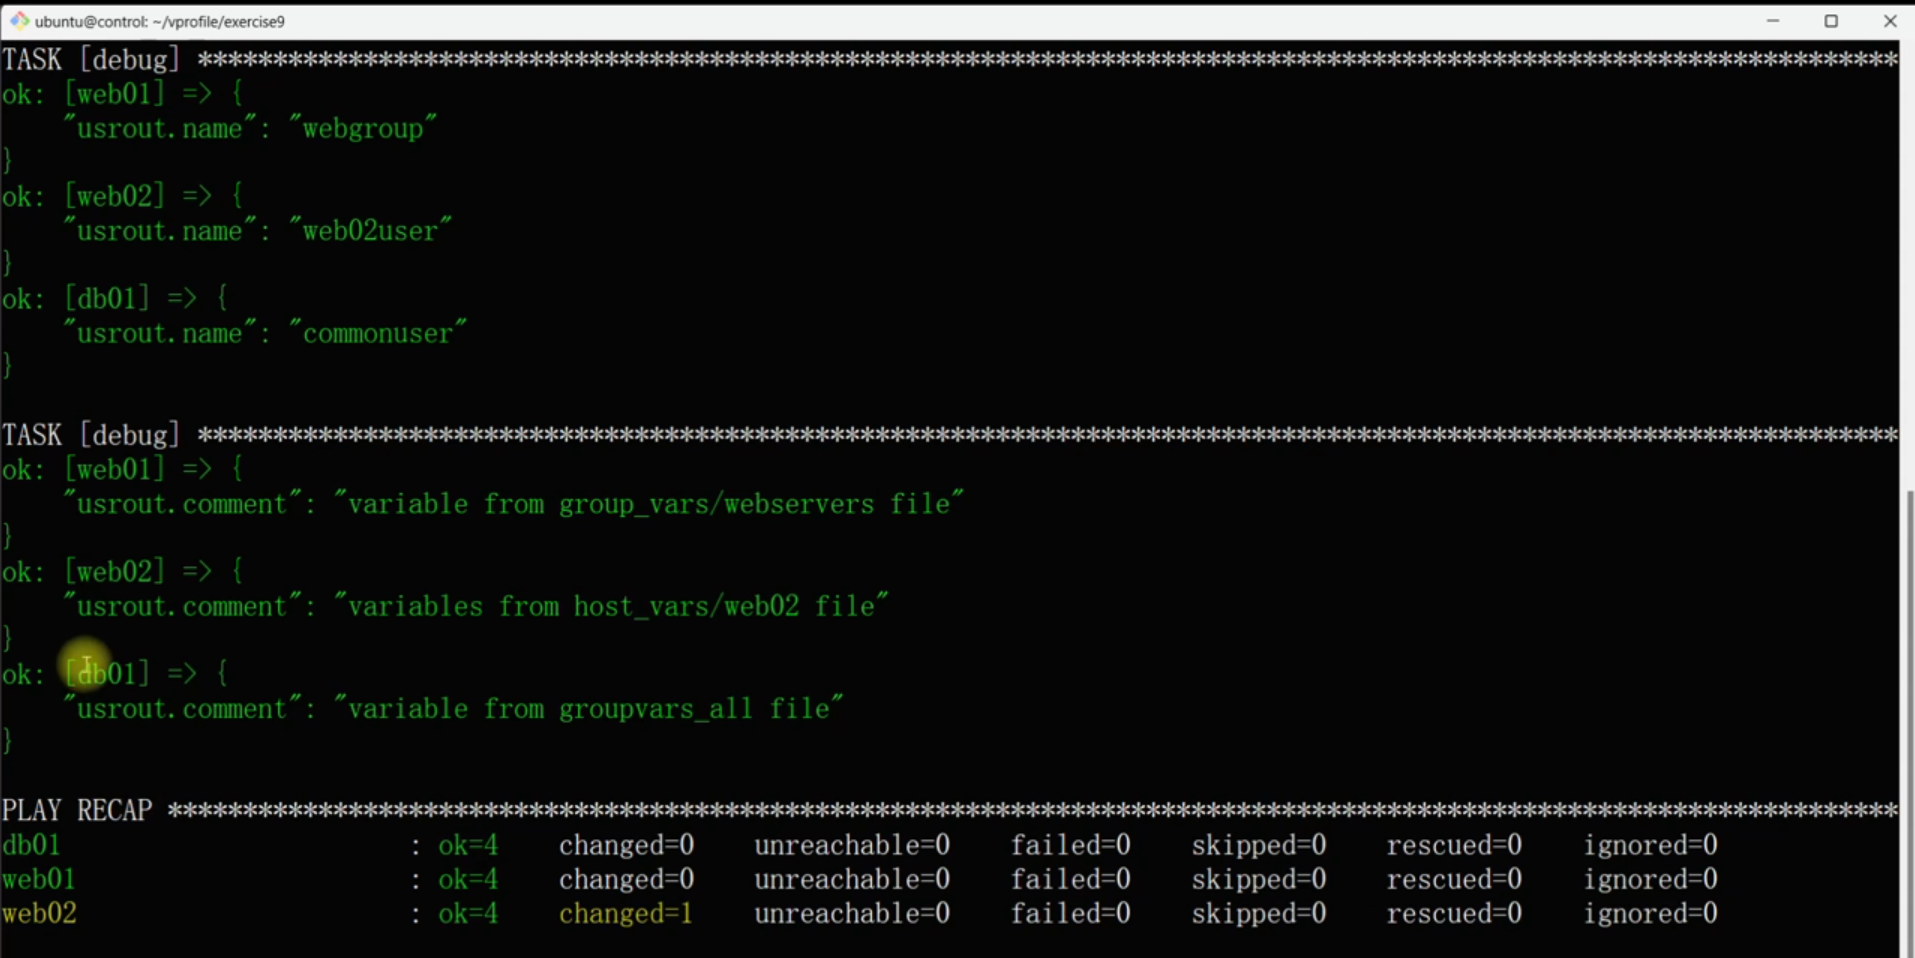 ubuntu@control: ~/vprofile/exercise9
TASK [debug] *****************************************************************************************************************
ok: [web01] => {
    "usrout.name": "webgroup"
}
ok: [web02] => {
    "usrout.name": "web02user"
}
ok: [db01] => {
    "usrout.name": "commonuser"
}
TASK [debug] *****************************************************************************************************************
ok: [web01] => {
    "usrout.comment": "variable from group_vars/webservers file"
}
ok: [web02] => {
    "usrout.comment": "variables from host_vars/web02 file"
}
ok: [db01] => {
    "usrout.comment": "variable from groupvars_all file"
}
PLAY RECAP *******************************************************************************************************************
db01                       : ok=4    changed=0    unreachable=0    failed=0    skipped=0    rescued=0    ignored=0
web01                      : ok=4    changed=0    unreachable=0    failed=0    skipped=0    rescued=0    ignored=0
web02                      : ok=4    changed=1    unreachable=0    failed=0    skipped=0    rescued=0    ignored=0